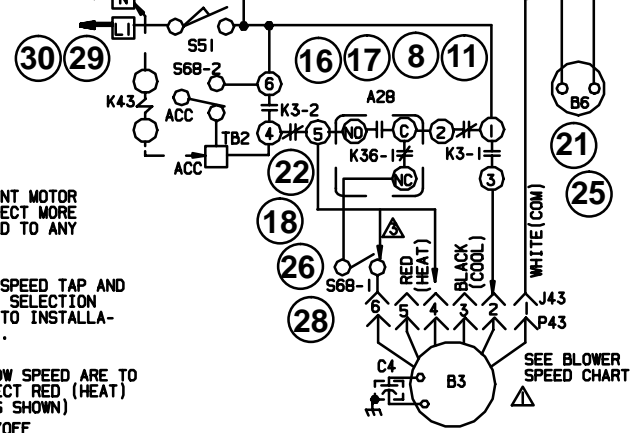 N
L1
S51
30 29
16 17 8 11
S68-2
6
A28
K43
ACC
K3-2
B6
4 5 NO C 2 1
TB2
K36-1
K3-1
21
ACC
22
NC
3
25
NT MOTOR
ECT MORE
D TO ANY
18
3
RED
(HEAT)
BLACK
(COOL)
WHITE(COM)
26
S68-1
SPEED TAP AND
SELECTION
TO INSTALLA-
.
28
6 5 4 3 2 1
J43
P43
OW SPEED ARE TO
ECT RED (HEAT)
S SHOWN)
YOFF
C4
B3
SEE BLOWER
SPEED CHART
1